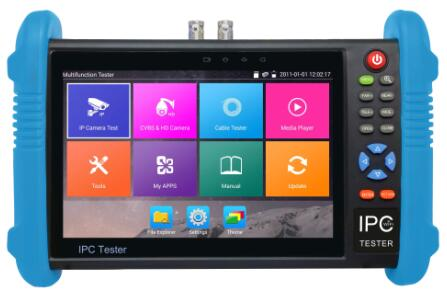 Multifunction Tester 2011-01-01 12:02:17
IP Camera Test
CVBS & HD Camera
Cable Tester
Media Player
Tools
My APPS
Manual
Update
File Explorer
Settings
Theme
IPC Tester
IPC
TESTER